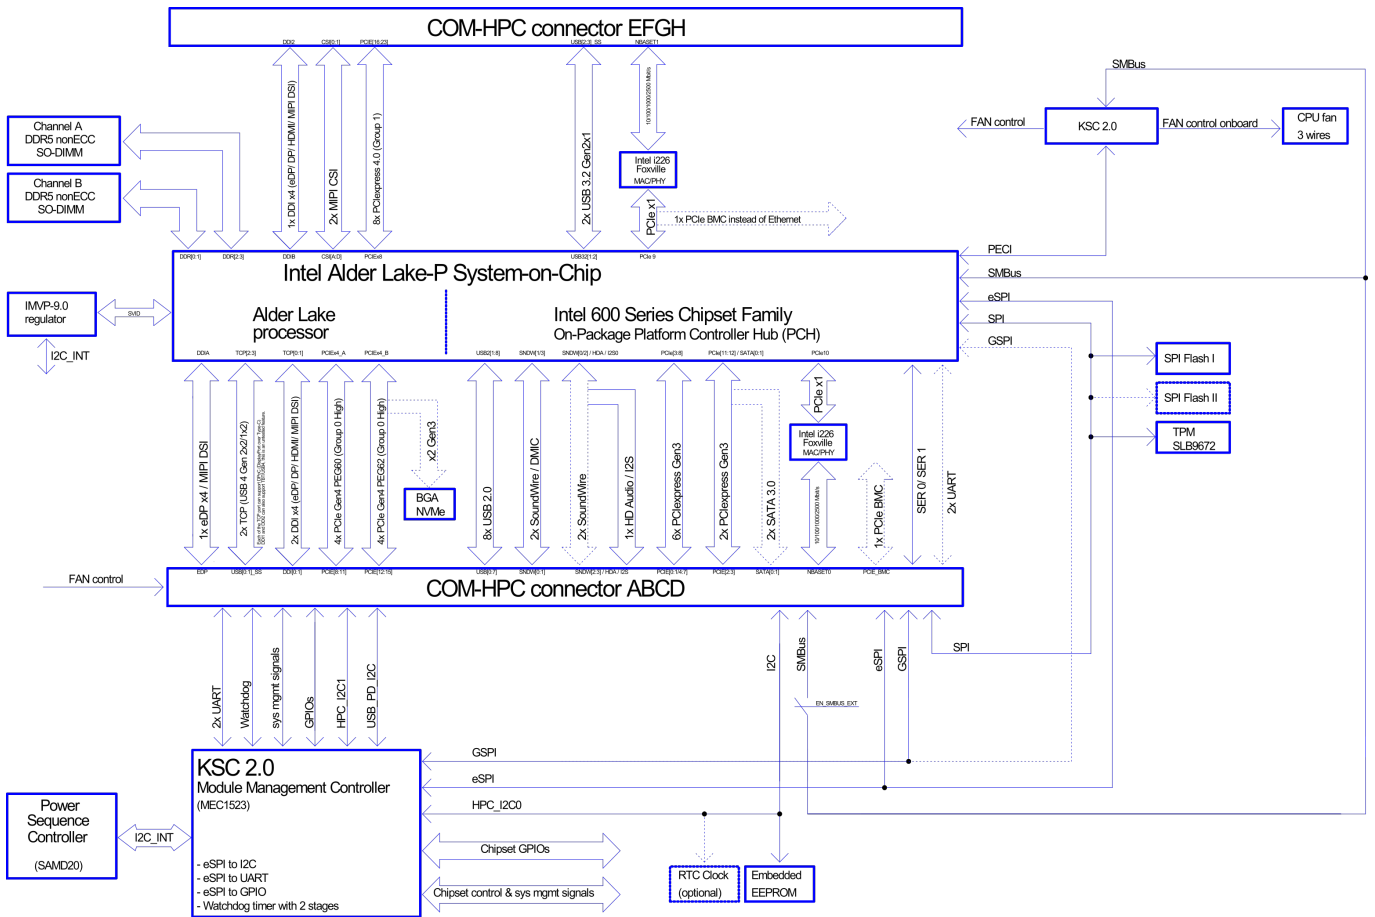 COM-HPC connector EFGH
DDI2
CSI[0:1]
PCIE[16:23]
USB[2:3]_SS
NBASET1
1x DDI x4 (eDP/ DP/ HDMI/ MIPI DSI)
2x MIPI CSI
8x PCIexpress 4.0 (Group 1)
2x USB 3.2 Gen2x1
10/100/1000/2500 Mbit/s
Intel i226
Foxville
MAC/PHY
PCIe x1
1x PCIe BMC instead of Ethernet
SMBus
FAN control
KSC 2.0
FAN control onboard
CPU fan
3 wires
Channel A
DDR5 nonECC
SO-DIMM
Channel B
DDR5 nonECC
SO-DIMM
DDR[0:1]
DDR[2:3]
DDIB
CSI[A:D]
PCIEx8
USB32[1:2]
PCIe 9
Intel Alder Lake-P System-on-Chip
Alder Lake
processor
Intel 600 Series Chipset Family
On-Package Platform Controller Hub (PCH)
IMVP-9.0
regulator
SVID
I2C_INT
PECI
SMBus
eSPI
SPI
GSPI
SPI Flash I
SPI Flash II
TPM
SLB9672
DDIA
TCP[2:3]
TCP[0:1]
PCIEx4_A
PCIEx4_B
USB2[1:8]
SNDW[1/3]
SNDW[0/2] / HDA / I2S0
PCIe[3:8]
PCIe[11:12] / SATA[0:1]
PCIe10
1x eDP x4 / MIPI DSI
2x TCP (USB 4 Gen 2x2/1x2)
2x DDI x4 (eDP/ DP/ HDMI/ MIPI DSI)
4x PCIe Gen4 PEG60 (Group 0 High)
4x PCIe Gen4 PEG62 (Group 0 High)
x2 Gen3
BGA
NVMe
8x USB 2.0
2x SoundWire / DMIC
2x SoundWire
1x HD Audio / I2S
6x PCIexpress Gen3
2x PCIexpress Gen3
2x SATA 3.0
PCIe x1
Intel i226
Foxville
MAC/PHY
10/100/1000/2500 Mbit/s
1x PCIe BMC
SER 0/ SER 1
2x UART
FAN control
EDP
USB[0:1]_SS
DDI[0:1]
PCIE[8:11]
PCIE[12:15]
USB[0:7]
SNDW[0:1]
SNDW[2:3] / HDA / I2S
PCIE[0:1/4:7]
PCIE[2:3]
SATA[0:1]
NBASET0
PCIE_BMC
COM-HPC connector ABCD
2x UART
Watchdog
sys mgmt signals
GPIOs
HPC_I2C1
USB_PD_I2C
I2C
SMBus
eSPI
GSPI
SPI
EN_SMBUS_EXT
KSC 2.0
Module Management Controller
(MEC1523)
- eSPI to I2C
- eSPI to UART
- eSPI to GPIO
- Watchdog timer with 2 stages
GSPI
eSPI
HPC_I2C0
Chipset GPIOs
Chipset control & sys mgmt signals
Power
Sequence
Controller
(SAMD20)
I2C_INT
RTC Clock
(optional)
Embedded
EEPROM